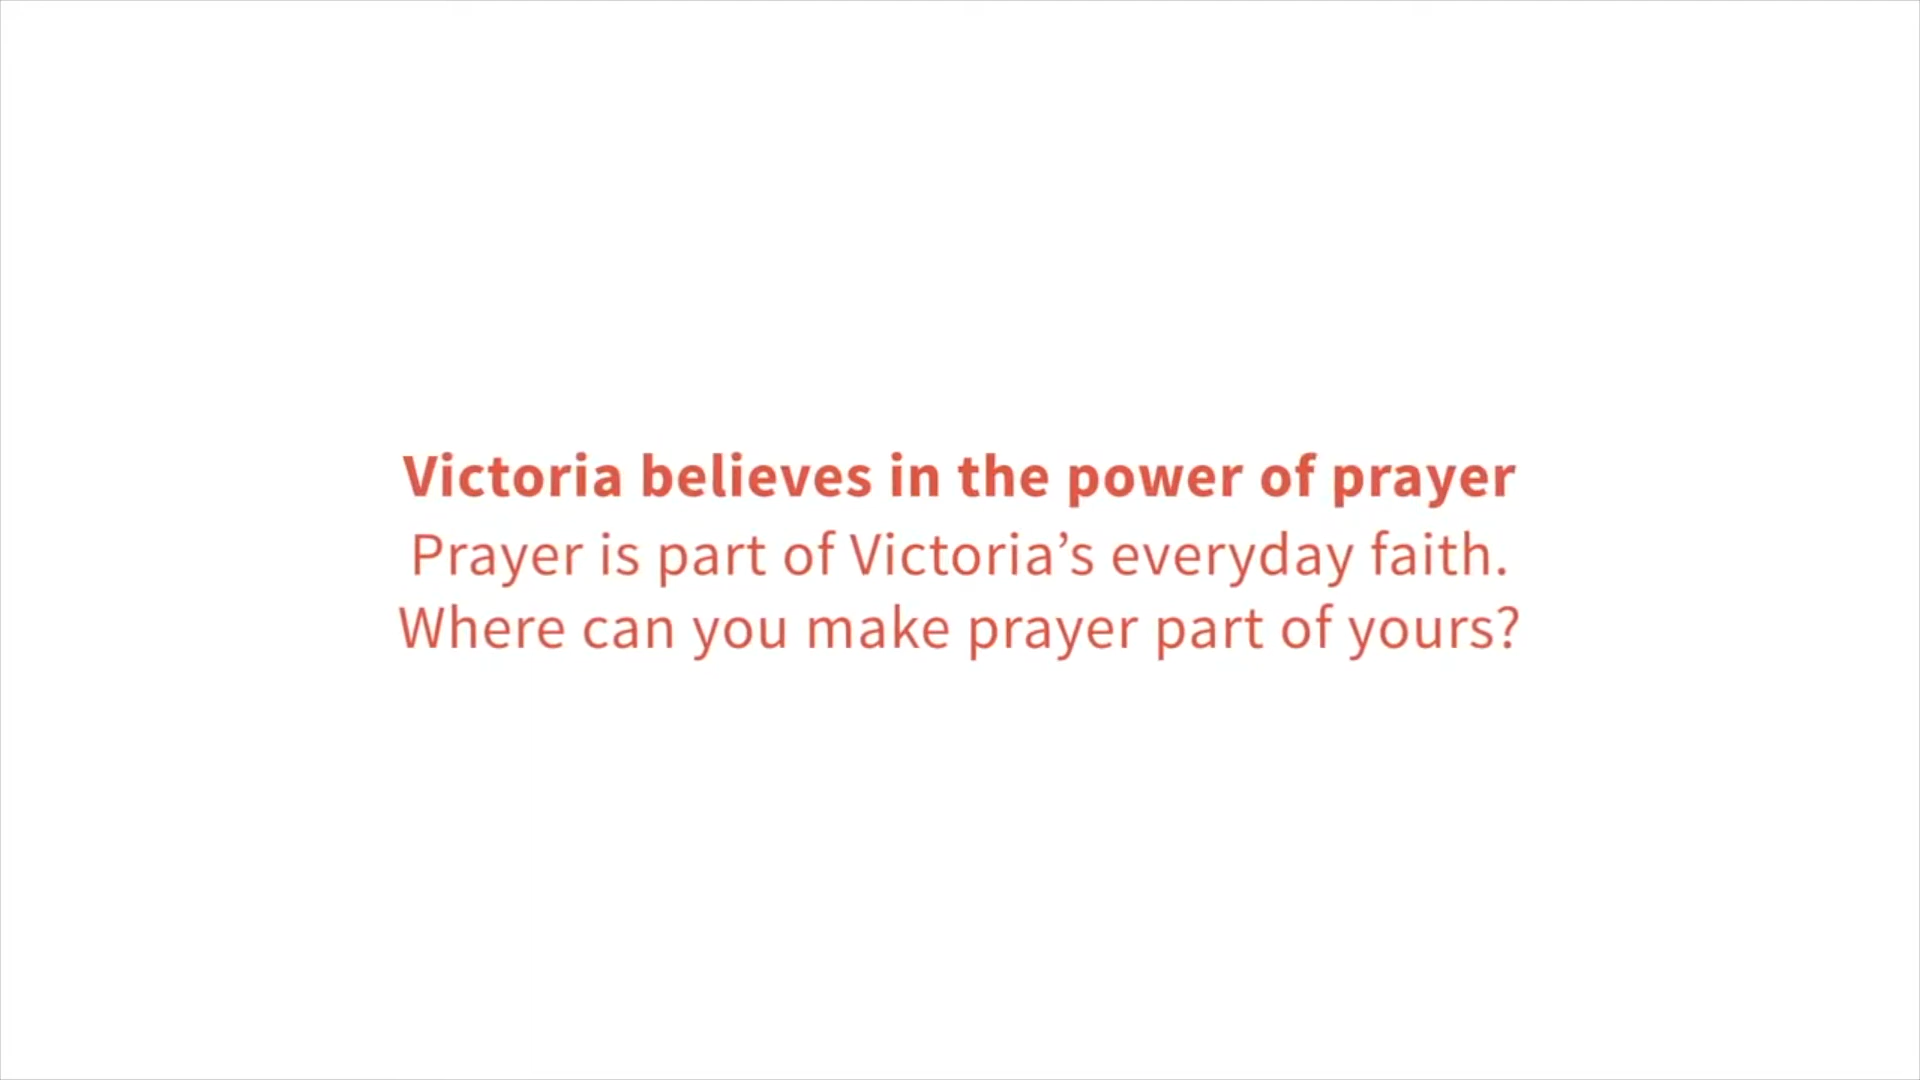 Victoria believes in the power of prayer
Prayer is part of Victoria’s everyday faith.
Where can you make prayer part of yours?